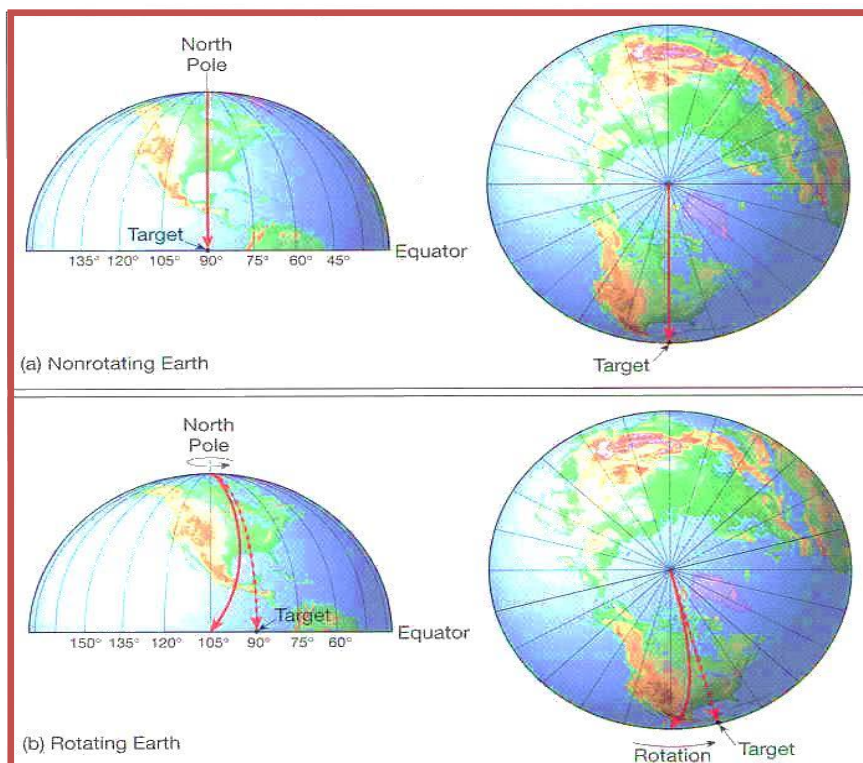 North
Pole
Target
Equator
135° 120° 105° 90° 75° 60° 45°
Target
(a) Nonrotating Earth
North
Pole
Target
Equator
150° 135° 120° 105° 90° 75° 60°
(b) Rotating Earth
Rotation
Target